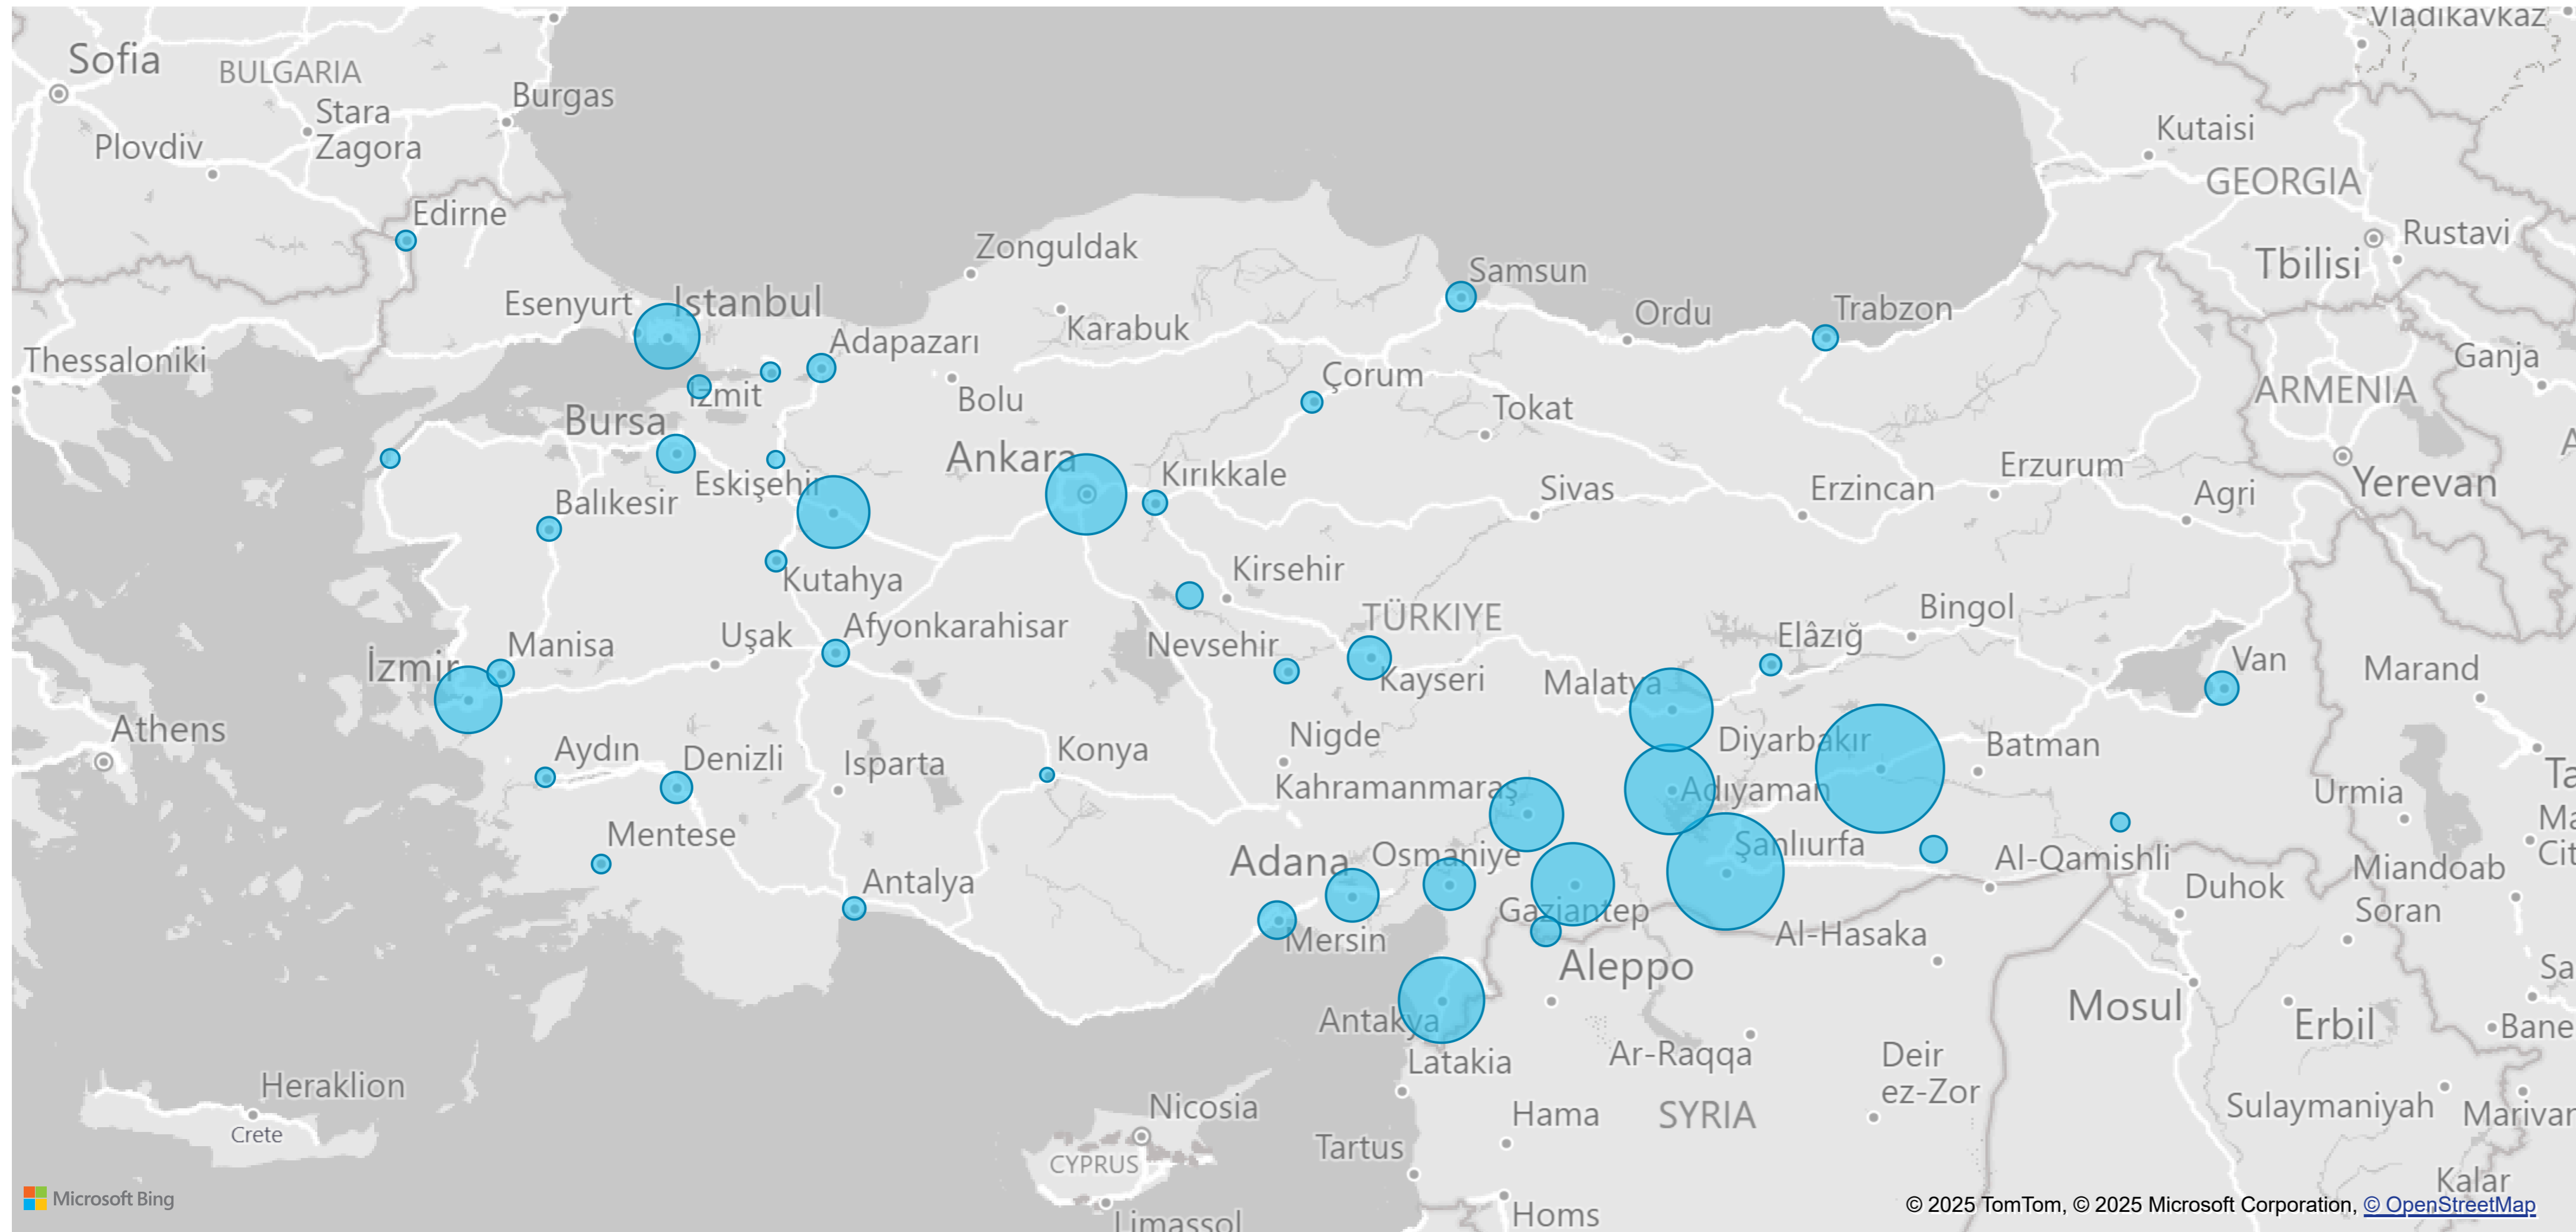 Vladikavkaz
Sofia
BULGARIA
Burgas
Stara
Zagora
Plovdiv
Kutaisi
GEORGIA
Edirne
Rustavi
Tbilisi
Zonguldak
Samsun
Esenyurt
Istanbul
Ordu
Trabzon
Karabuk
Adapazarı
Thessaloniki
Ganja
Çorum
ARMENIA
Izmit
Bolu
Tokat
Bursa
Ankara
Kırıkkale
Erzurum
Yerevan
Eskişehir
Balıkesir
Sivas
Erzincan
Agri
Kirsehir
Kutahya
TÜRKIYE
Bingol
Afyonkarahisar
Uşak
Elâzığ
Manisa
Nevsehir
Van
İzmir
Marand
Kayseri
Malatya
Athens
Nigde
Diyarbakır
Batman
Aydın
Denizli
Isparta
Konya
Kahramanmaraş
Adıyaman
Urmia
Mentese
Şanlıurfa
Adana
Osmaniye
Al-Qamishli
Miandoab
Antalya
Duhok
Gaziantep
Soran
Mersin
Al-Hasaka
Aleppo
Mosul
Antakya
Erbil
Latakia
Ar-Raqqa
Deir
ez-Zor
Heraklion
Nicosia
Hama
SYRIA
Sulaymaniyah
Crete
Tartus
CYPRUS
Kalar
Microsoft Bing
© 2025 TomTom, © 2025 Microsoft Corporation, © OpenStreetMap
Limassol
Homs